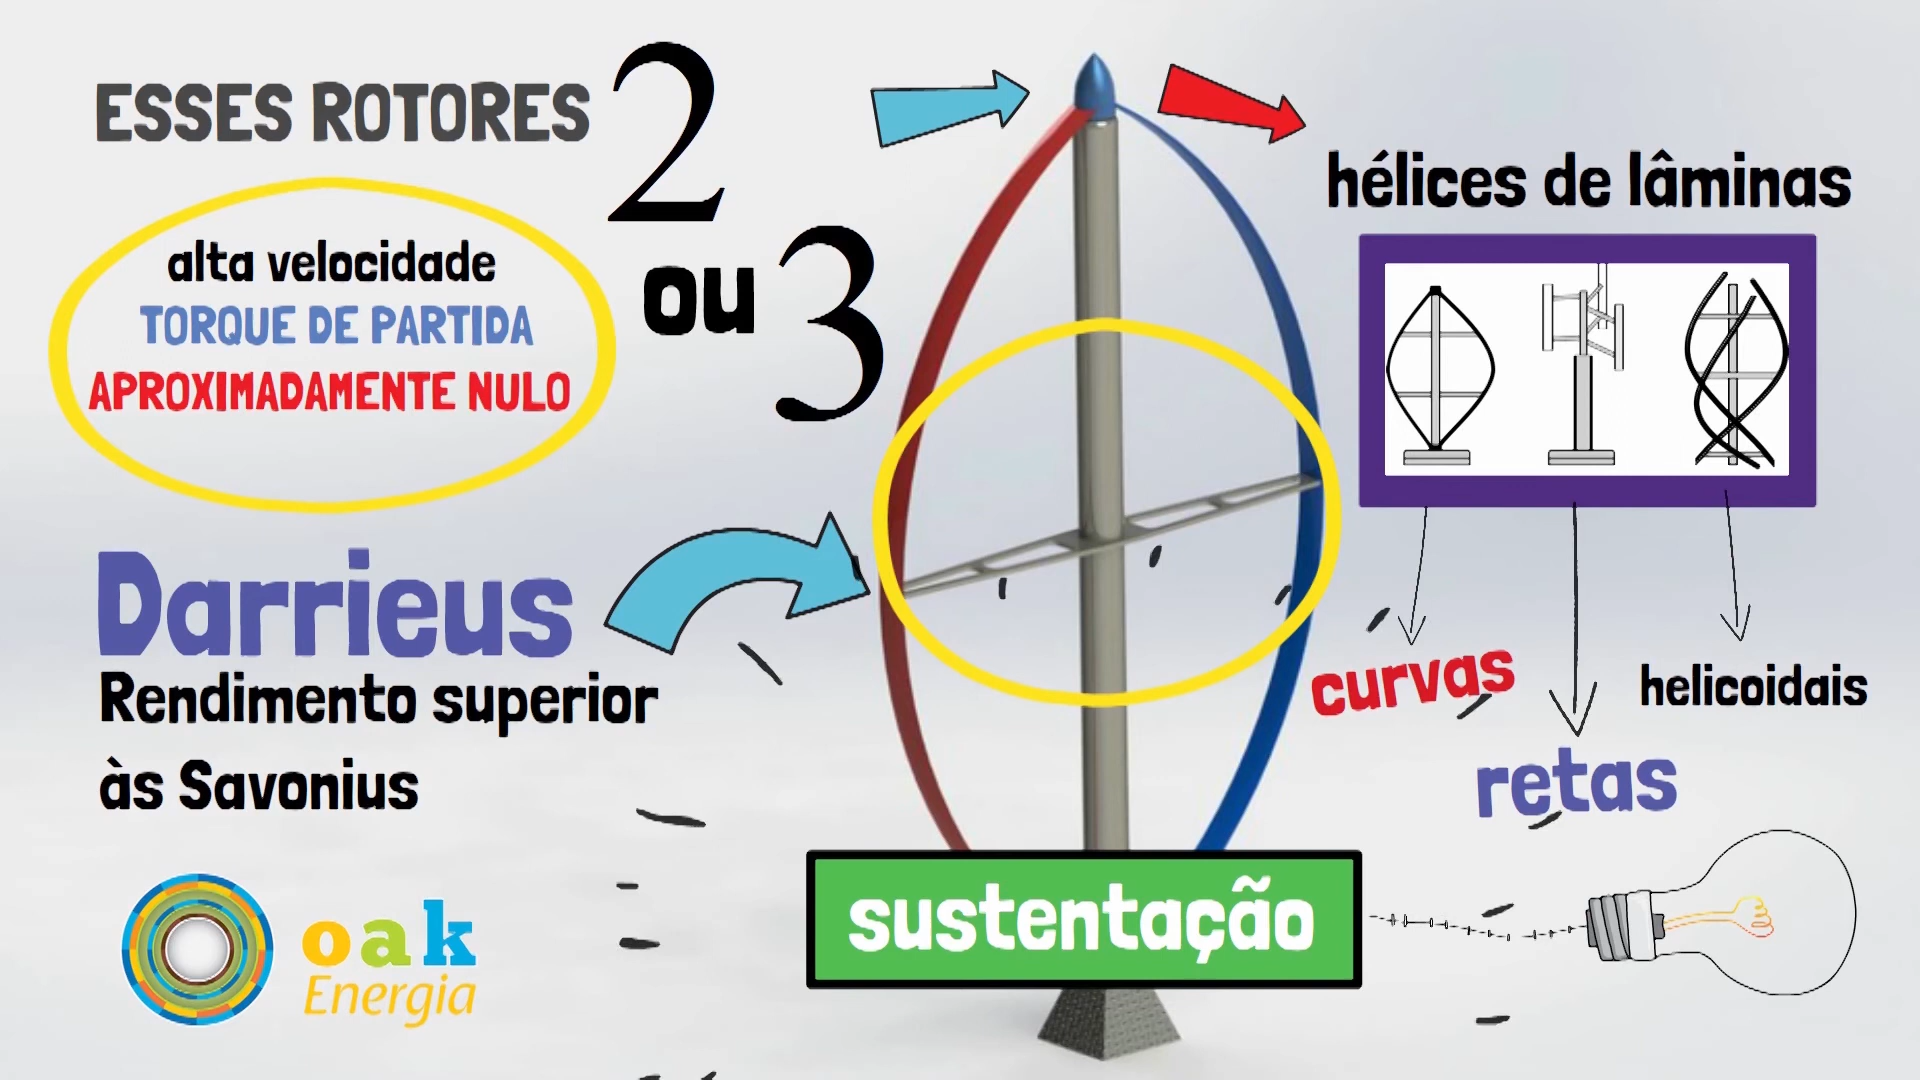 ESSES ROTORES
2
ou
3
alta velocidade
TORQUE DE PARTIDA
APROXIMADAMENTE NULO
Darrieus
Rendimento superior
às Savonius
oak
Energia
sustentação
hélices de lâminas
curvas
retas
helicoidais